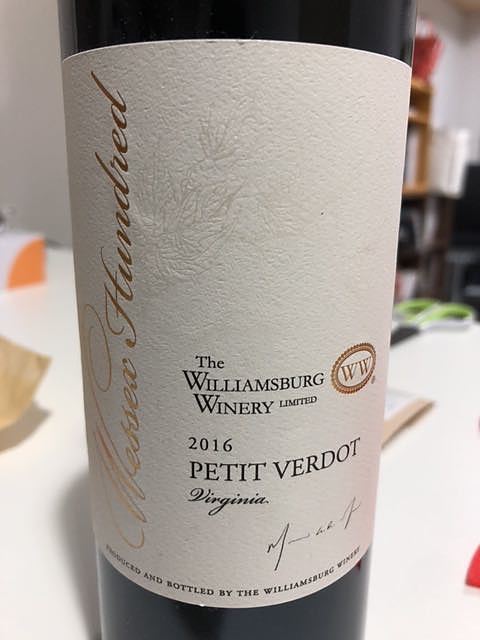 Wessex Hundred
The
WILLIAMSBURG
WINERY LIMITED
WW
®
2016
PETIT VERDOT
Virginia.
PRODUCED AND BOTTLED BY THE WILLIAMSBURG WINERY